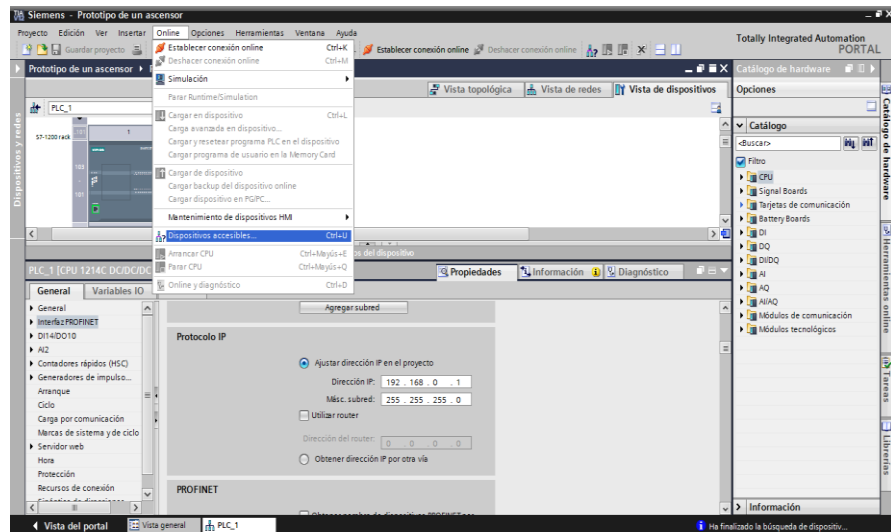 Siemens - Prototipo de un ascensor
Proyecto Edición Ver Insertar Online Opciones Herramientas Ventana Ayuda
Guardar proyecto
Establecer conexión online Deshacer conexión online
Totally Integrated Automation
PORTAL
Establecer conexión online Ctrl+K
Deshacer conexión online Ctrl+M
Simulación
Parar Runtime/Simulation
Cargar en dispositivo Ctrl+L
Carga avanzada en dispositivo...
Cargar y resetear programa PLC en el dispositivo
Cargar programa de usuario en la Memory Card
Cargar de dispositivo
Cargar backup del dispositivo online
Cargar dispositivo en PG/PC...
Mantenimiento de dispositivos HMI
Dispositivos accesibles... Ctrl+U
Arrancar CPU Ctrl+Mayús+E
Parar CPU Ctrl+Mayús+Q
Online y diagnóstico Ctrl+D
Prototipo de un ascensor
Vista topológica Vista de redes Vista de dispositivos
PLC_1
S7-1200 rack
103
101
1
Dispositivos y redes
PLC_1 [CPU 1214C DC/DC/DC
Propiedades Información Diagnóstico
General Variables IO
General
Interfaz PROFINET
DI14/DO10
AI2
Contadores rápidos (HSC)
Generadores de impulso...
Arranque
Ciclo
Carga por comunicación
Marcas de sistema y de ciclo
Servidor web
Hora
Protección
Recursos de conexión
Agregar subred
Protocolo IP
Ajustar dirección IP en el proyecto
Dirección IP: 192 . 168 . 0 . 1
Másc. subred: 255 . 255 . 255 . 0
Utilizar router
Dirección del router: 0 . 0 . 0 . 0
Obtener dirección IP por otra vía
PROFINET
Catálogo de hardware
Opciones
Catálogo
<Buscar>
Filtro
CPU
Signal Boards
Tarjetas de comunicación
Battery Boards
DI
DQ
DI/DQ
AI
AQ
AI/AQ
Módulos de comunicación
Módulos tecnológicos
Información
Catálogo de hardware
Herramientas online
Tareas
Librerías
Vista del portal Vista general PLC_1
Ha finalizado la búsqueda de dispositiv...